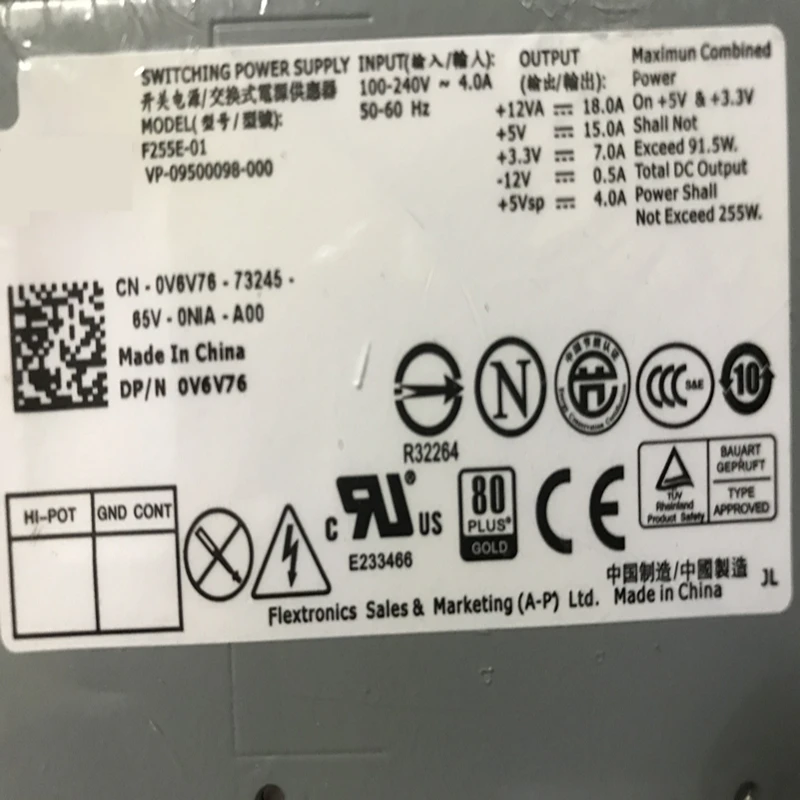 SWITCHING POWER SUPPLY
开关电源/交換式電源供應器
MODEL(型号/型號):
F255E-01
VP-09500098-000
INPUT(输入/輸入):
100-240V ~ 4.0A
50-60 Hz
OUTPUT
(输出/輸出):
+12VA ⎓ 18.0A
+5V ⎓ 15.0A
+3.3V ⎓ 7.0A
-12V ⎓ 0.5A
+5Vsp ⎓ 4.0A
Maximun Combined
Power
On +5V & +3.3V
Shall Not
Exceed 91.5W.
Total DC Output
Power Shall
Not Exceed 255W.
CN - 0V6V76 - 73245 -
65V - 0NIA - A00
Made In China
DP/N 0V6V76
R32264
N
CCC S&E
10
HI-POT GND CONT
C RU® US
E233466
80
PLUS®
GOLD
CE
TÜV
Rheinland
Product Safety
BAUART
GEPRÜFT
TYPE
APPROVED
中国制造/中國製造 JL
Flextronics Sales & Marketing (A-P) Ltd. Made in China